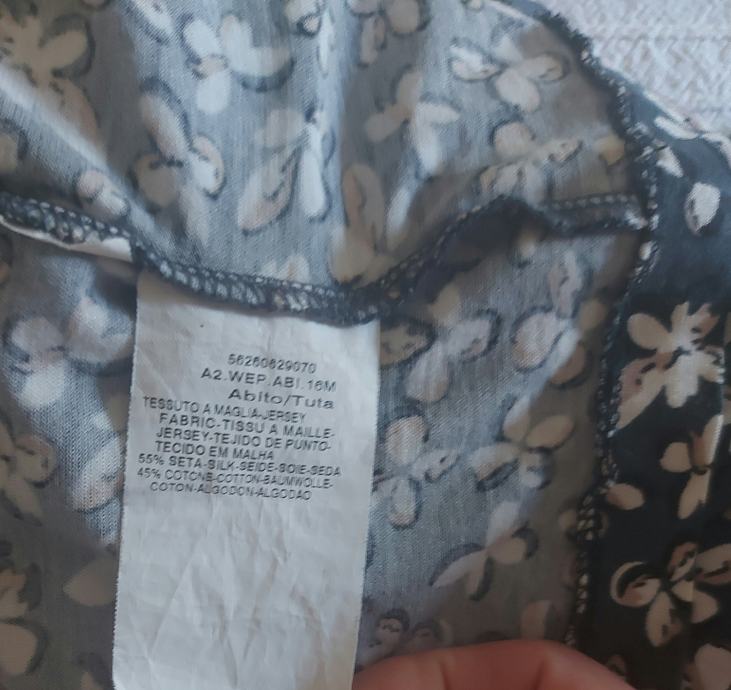 56260629070
A2.WEP.ABI.16M
Abito/Tuta
TESSUTO A MAGLIA-JERSEY
FABRIC-TISSU A MAILLE-
JERSEY-TEJIDO DE PUNTO-
TECIDO EM MALHA
55% SETA-SILK-SEIDE-SOIE-SEDA
45% COTONE-COTTON-BAUMWOLLE-
COTON-ALGODON-ALGODAO